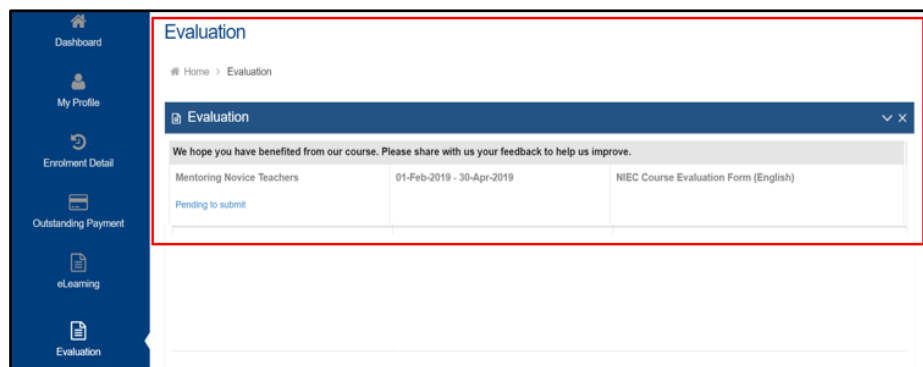 Dashboard
My Profile
Enrolment Detail
Outstanding Payment
eLearning
Evaluation
Evaluation
Home > Evaluation
Evaluation
We hope you have benefited from our course. Please share with us your feedback to help us improve.
Mentoring Novice Teachers 01-Feb-2019 - 30-Apr-2019 NIEC Course Evaluation Form (English)
Pending to submit